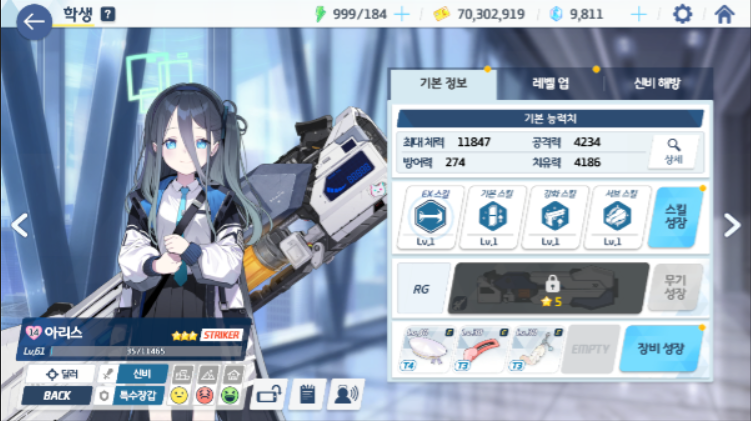 학생 ?
999/184
70,302,919
9,811
기본 정보
레벨 업
신비 해방
기본 능력치
최대 체력 11847 공격력 4234
방어력 274 치유력 4186
상세
EX 스킬 기본 스킬 강화 스킬 서브 스킬
Lv.1 Lv.1 Lv.1 Lv.1
스킬 성장
RG
5
무기 성장
T4 T3 T3
EMPTY
장비 성장
14 아리스
STRIKER
Lv.61
35/11465
딜러 신비
BACK 특수장갑